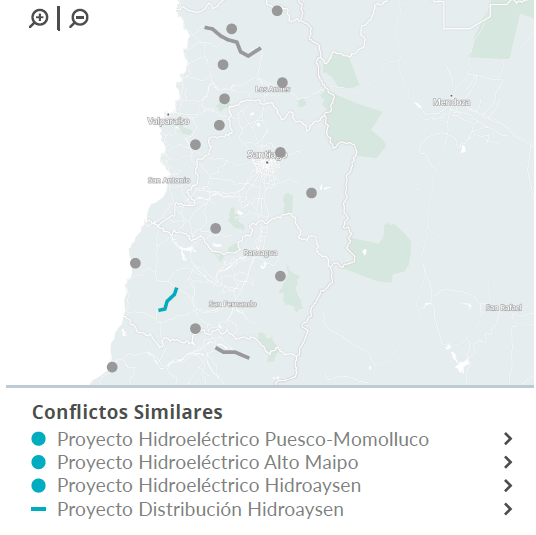 Los Andes
Mendoza
Valparaíso
Santiago
San Antonio
Rancagua
San Fernando
San Rafael
Conflictos Similares
Proyecto Hidroeléctrico Puesco-Momolluco
Proyecto Hidroeléctrico Alto Maipo
Proyecto Hidroeléctrico Hidroaysen
Proyecto Distribución Hidroaysen